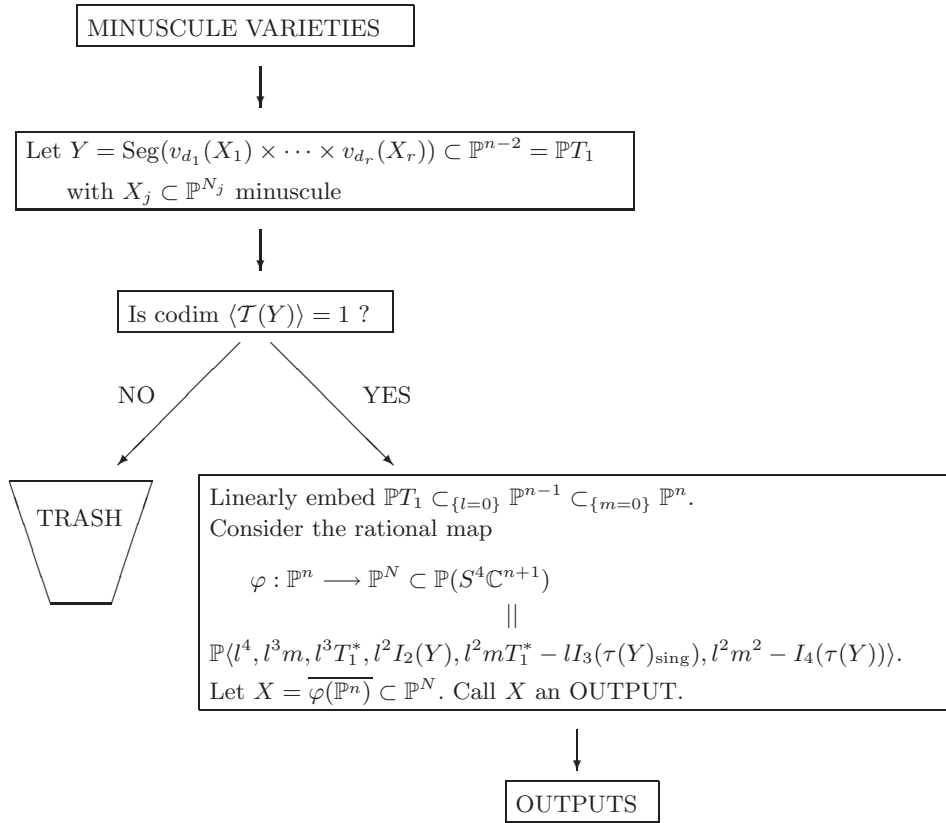 MINUSCULE VARIETIES
Let Y = Seg(v_{d_1}(X_1) × ⋯ × v_{d_r}(X_r)) ⊂ ℙ^{n−2} = ℙT_1
with X_j ⊂ ℙ^{N_j} minuscule
Is codim ⟨𝒯(Y)⟩ = 1 ?
NO YES
TRASH
Linearly embed ℙT_1 ⊂_{{l=0}} ℙ^{n−1} ⊂_{{m=0}} ℙ^n.
Consider the rational map
φ : ℙ^n ⟶ ℙ^N ⊂ ℙ(S^4ℂ^{n+1})
||
ℙ⟨l^4, l^3m, l^3T_1^*, l^2I_2(Y), l^2mT_1^* − lI_3(τ(Y)_{sing}), l^2m^2 − I_4(τ(Y))⟩.
Let X = \overline{φ(ℙ^n)} ⊂ ℙ^N. Call X an OUTPUT.
OUTPUTS